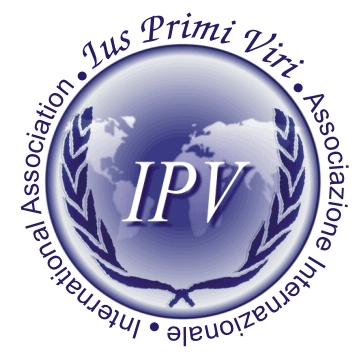 Ius Primi Viri
• Associazione Internazionale
• International Association •
IPV